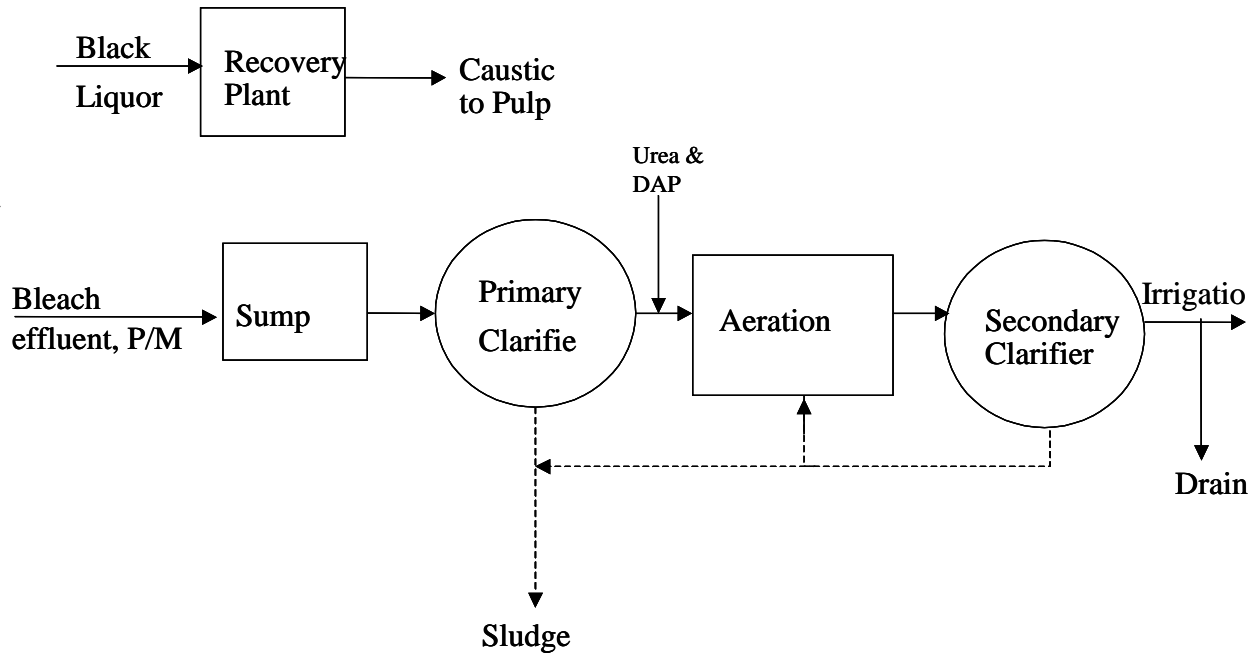 Black
Liquor
Recovery
Plant
Caustic
to Pulp
Urea &
DAP
Bleach
effluent, P/M
Sump
Primary
Clarifie
Aeration
Secondary
Clarifier
Irrigatio
Drain
Sludge